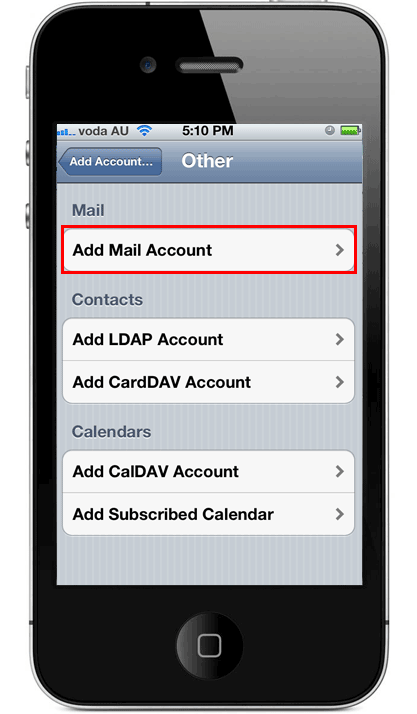 voda AU 5:10 PM
Add Account... Other
Mail
Add Mail Account
Contacts
Add LDAP Account
Add CardDAV Account
Calendars
Add CalDAV Account
Add Subscribed Calendar